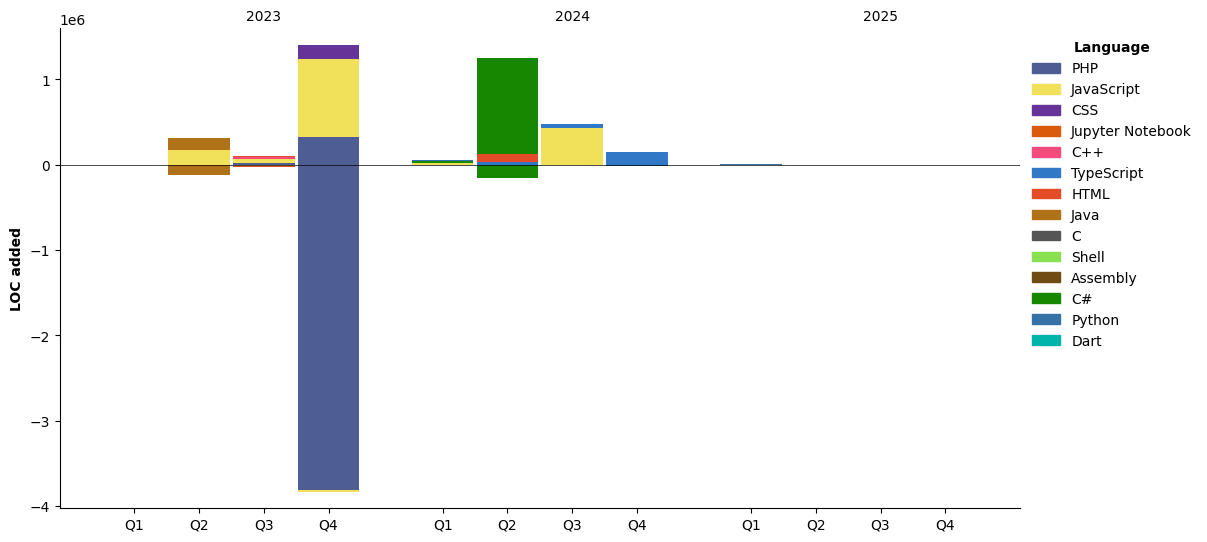 2023 2024 2025
1e6
1
0
−1
−2
−3
−4
LOC added
Q1 Q2 Q3 Q4 Q1 Q2 Q3 Q4 Q1 Q2 Q3 Q4
Language
PHP
JavaScript
CSS
Jupyter Notebook
C++
TypeScript
HTML
Java
C
Shell
Assembly
C#
Python
Dart